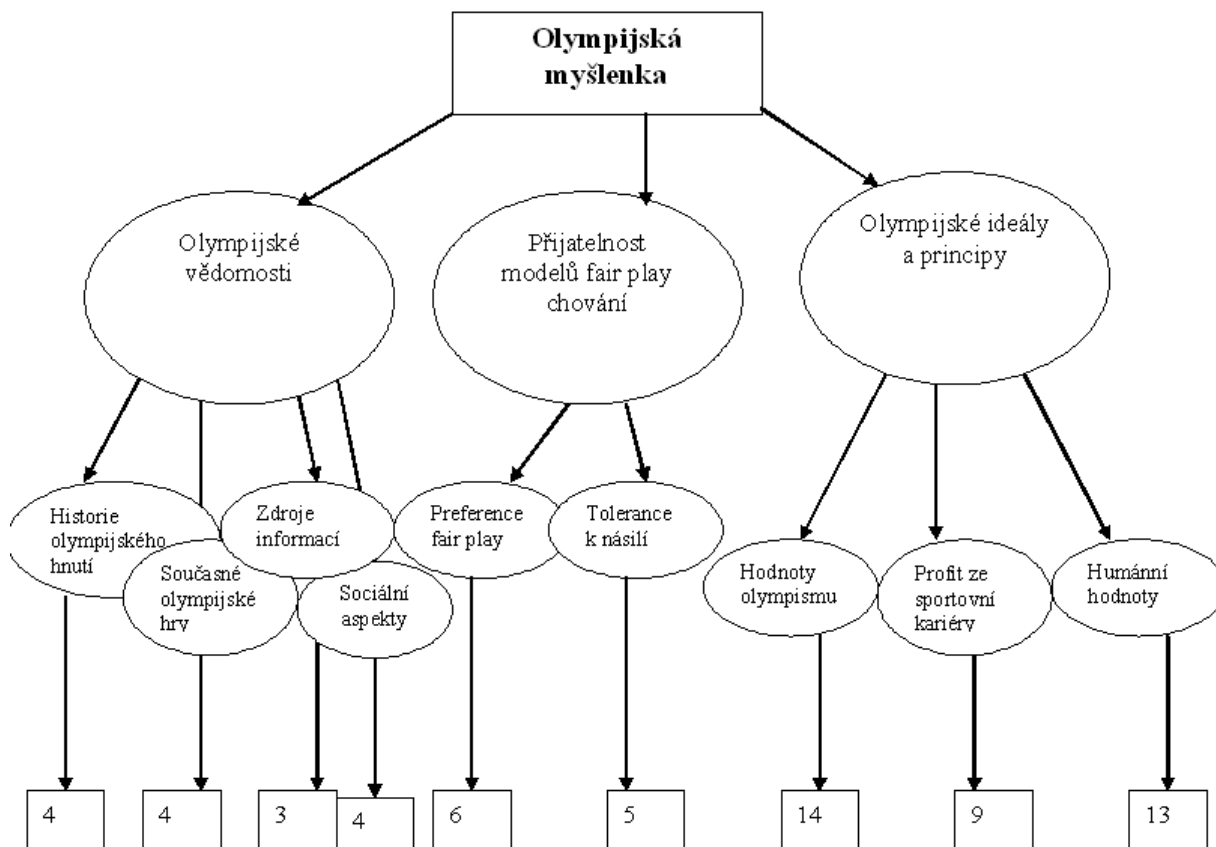 Olympijská
myšlenka
Olympijské
vědomosti
Přijatelnost
modelů fair play
chování
Olympijské ideály
a principy
Historie
olympijského
hnutí
Současné
olympijské
hry
Zdroje
informací
Sociální
aspekty
Preference
fair play
Tolerance
k násilí
Hodnoty
olympismu
Profit ze
sportovní
kariéry
Humánní
hodnoty
4
4
3
4
6
5
14
9
13